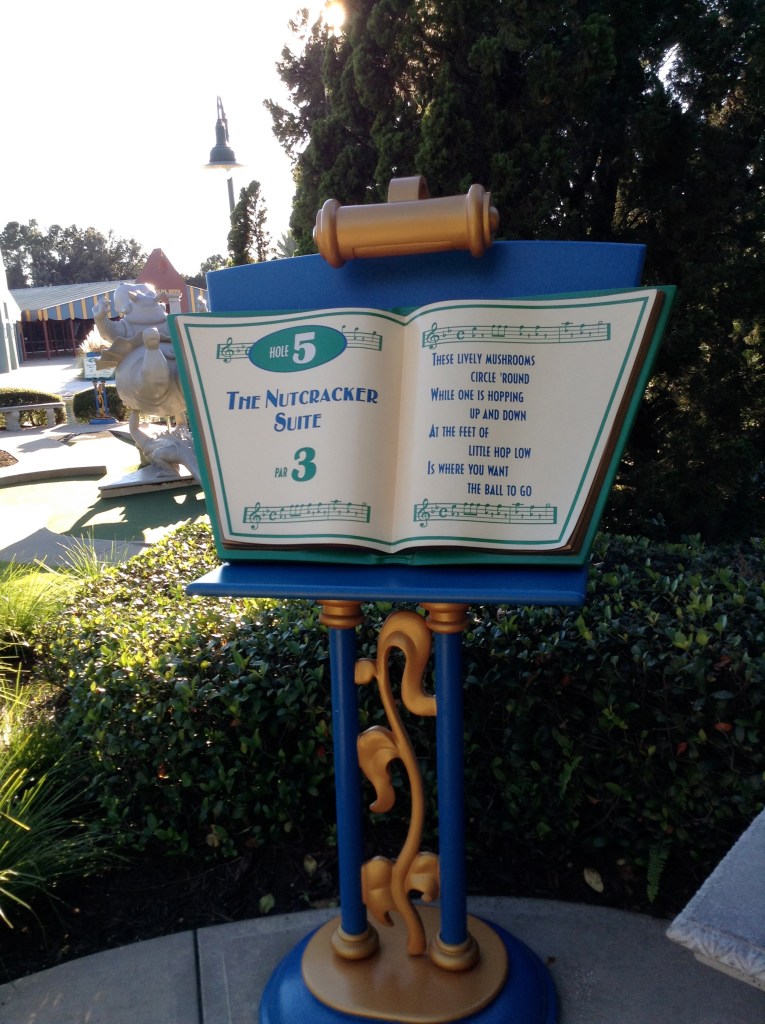 HOLE 5
THE NUTCRACKER
SUITE
PAR 3
THESE LIVELY MUSHROOMS
CIRCLE 'ROUND
WHILE ONE IS HOPPING
UP AND DOWN
AT THE FEET OF
LITTLE HOP LOW
IS WHERE YOU WANT
THE BALL TO GO